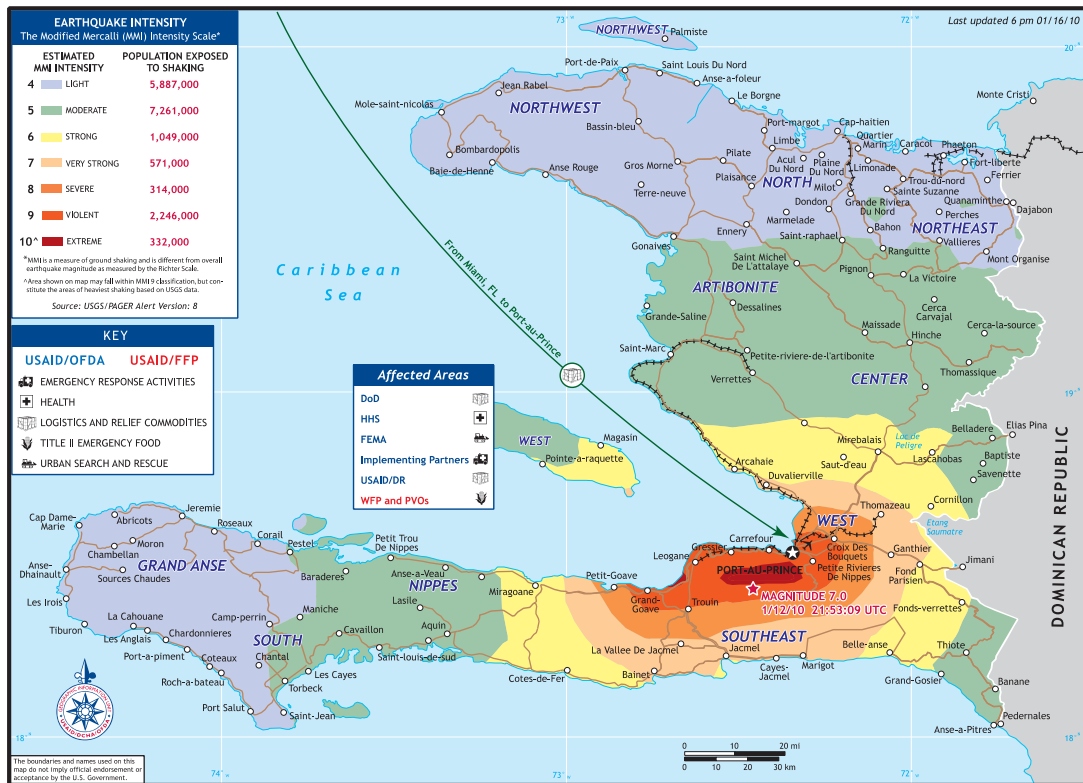 EARTHQUAKE INTENSITY
The Modified Mercalli (MMI) Intensity Scale*
ESTIMATED MMI INTENSITY
POPULATION EXPOSED TO SHAKING
4 LIGHT 5,887,000
5 MODERATE 7,261,000
6 STRONG 1,049,000
7 VERY STRONG 571,000
8 SEVERE 314,000
9 VIOLENT 2,246,000
10^ EXTREME 332,000
*MMI is a measure of ground shaking and is different from overall
earthquake magnitude as measured by the Richter Scale.
^Area shown on map may fall within MMI 9 classification, but con-
stitute the areas of heaviest shaking based on USGS data.
Source: USGS/PAGER Alert Version: 8
KEY
USAID/OFDA USAID/FFP
EMERGENCY RESPONSE ACTIVITIES
HEALTH
LOGISTICS AND RELIEF COMMODITIES
TITLE II EMERGENCY FOOD
URBAN SEARCH AND RESCUE
Affected Areas
DoD
HHS
FEMA
Implementing Partners
USAID/DR
WFP and PVOs
Last updated 6 pm 01/16/10
73°
72°
20°
19°
Caribbean
Sea
From Miami, FL to Port-au-Prince
NORTHWEST
Palmiste
Port-de-Paix
Saint Louis Du Nord
Anse-a-foleur
Jean Rabel
NORTHWEST
Le Borgne
Monte Cristi
Mole-saint-nicolas
Bassin-bleu
Port-margot
Cap-haitien
Limbe
Quartier
Marin
Caracol
Phaeton
Fort-liberte
Bombardopolis
Baie-de-Henne
Anse Rouge
Gros Morne
Pilate
Acul
Du Nord
Plaine
Du Nord
Limonade
Ferrier
Terre-neuve
Plaisance
NORTH
Milot
Trou-du-nord
Sainte Suzanne
Quanaminthe
Dajabon
Dondon
Grande Riviera
Du Nord
Perches
Marmelade
NORTHEAST
Ennery
Bahon
Vallieres
Gonaives
Saint-raphael
Ranguitte
Mont Organise
Saint Michel
De L'attalaye
Pignon
La Victoire
ARTIBONITE
Grande-Saline
Dessalines
Cerca
Carvajal
Maissade
Hinche
Cerca-la-source
Saint-Marc
Petite-riviere-de-l'artibonite
Verrettes
Thomassique
CENTER
WEST
Magasin
Pointe-a-raquette
Mirebalais
Lac de
Peligre
Belladere
Elias Pina
Arcahaie
Saut-d'eau
Lascahobas
Baptiste
Savenette
Duvalierville
Cornillon
Thomazeau
WEST
Etang
Saumatre
DOMINICAN REPUBLIC
Cap Dame-
Marie
Abricots
Jeremie
Roseaux
Corail
Pestel
Petit Trou
De Nippes
Carrefour
Gressier
Leogane
Croix Des
Bouquets
Ganthier
Jimani
Moron
Chambellan
GRAND ANSE
Anse-
Dhainault
Sources Chaudes
Baraderes
Anse-a-Veau
NIPPES
Petit-Goave
PORT-AU-PRINCE
Petite Rivieres
De Nippes
Fond
Parisien
Les Irois
Miragoane
Grand-
Goave
MAGNITUDE 7.0
1/12/10 21:53:09 UTC
Fonds-verrettes
Lasile
Maniche
Trouin
La Cahouane
Camp-perrin
Tiburon
Les Anglais
Chardonnieres
SOUTH
Cavaillon
Aquin
SOUTHEAST
Port-a-piment
Chantal
Saint-louis-de-sud
La Vallee De Jacmel
Jacmel
Belle-anse
Thiote
Coteaux
Roch-a-bateau
Les Cayes
Torbeck
Cotes-de-Fer
Bainet
Cayes-
Jacmel
Marigot
Grand-Gosier
Banane
Port Salut
Saint-Jean
Anse-a-Pitres
Pedernales
18°
18°
74°
73°
72°
0 10 20 mi
0 10 20 30 km
GEOGRAPHIC INFORMATION UNIT
USAID/DCHA/OFDA
The boundaries and names used on this
map do not imply official endorsement or
acceptance by the U.S. Government.